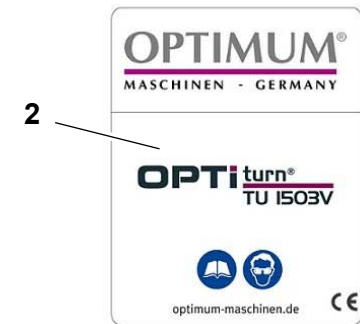 OPTIMUM®
MASCHINEN - GERMANY
2
OPTi turn®
TU 1503V
optimum-maschinen.de CE